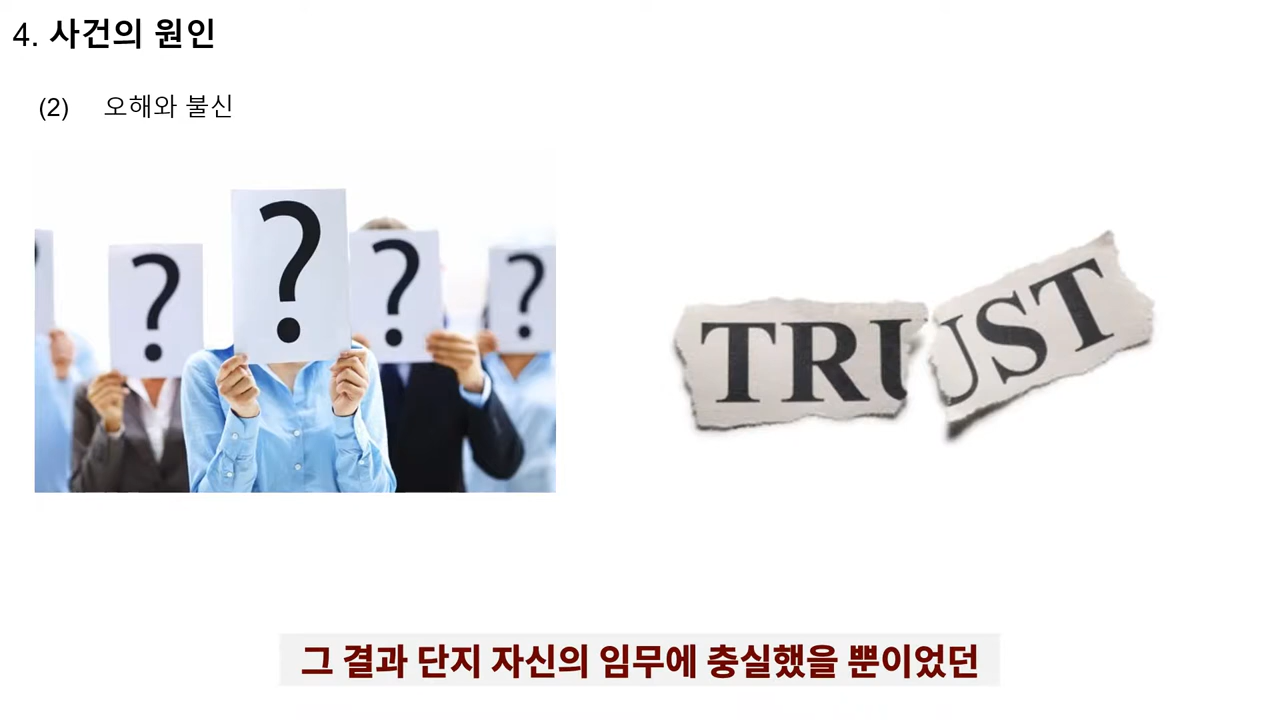 4. 사건의 원인
(2) 오해와 불신
? ? ? ?
TRUST
그 결과 단지 자신의 임무에 충실했을 뿐이었던